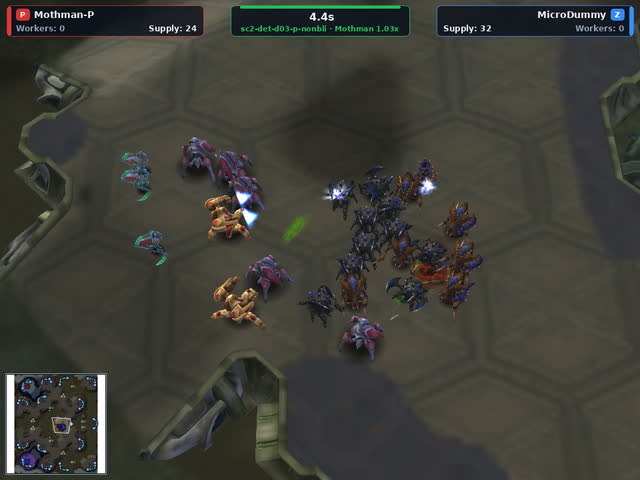 P Mothman-P
Workers: 0 Supply: 24
4.4s
sc2-det-d03-p-nonbli · Mothman 1.03x
MicroDummy Z
Supply: 32 Workers: 0